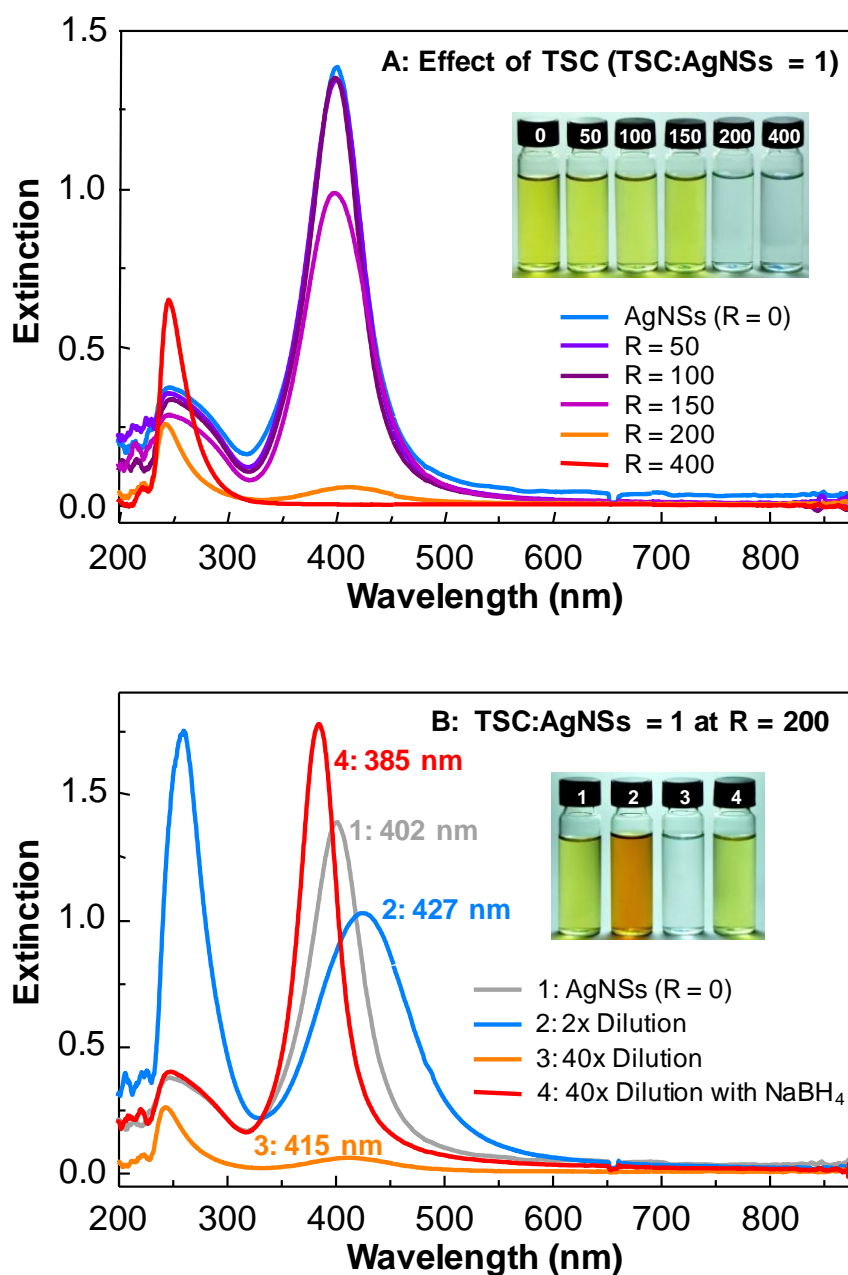 A: Effect of TSC (TSC:AgNSs = 1)
1.5
1.0
0.5
0.0
Extinction
0 50 100 150 200 400
AgNSs (R = 0)
R = 50
R = 100
R = 150
R = 200
R = 400
200 300 400 500 600 700 800
Wavelength (nm)
B: TSC:AgNSs = 1 at R = 200
1.5
1.0
0.5
0.0
Extinction
4: 385 nm
1: 402 nm
2: 427 nm
3: 415 nm
1 2 3 4
1: AgNSs (R = 0)
2: 2x Dilution
3: 40x Dilution
4: 40x Dilution with NaBH₄
200 300 400 500 600 700 800
Wavelength (nm)